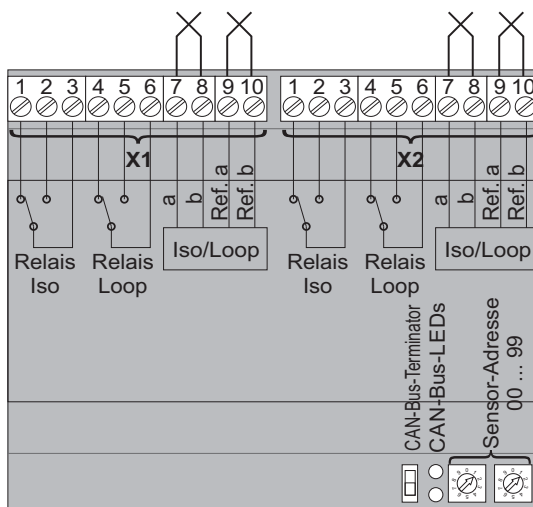 1 2 3 4 5 6 7 8 9 10
1 2 3 4 5 6 7 8 9 10
X1
X2
a
b
Ref. a
Ref. b
a
b
Ref. a
Ref. b
Relais
Iso
Relais
Loop
Iso/Loop
Relais
Iso
Relais
Loop
Iso/Loop
CAN-Bus-Terminator
CAN-Bus-LEDs
Sensor-Adresse
00 ... 99